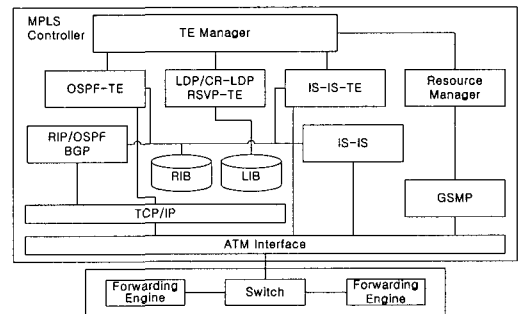 MPLS
Controller
TE Manager
OSPF-TE
LDP/CR-LDP
RSVP-TE
IS-IS-TE
Resource
Manager
RIP/OSPF
BGP
IS-IS
RIB
LIB
GSMP
TCP/IP
ATM Interface
Forwarding
Engine
Switch
Forwarding
Engine